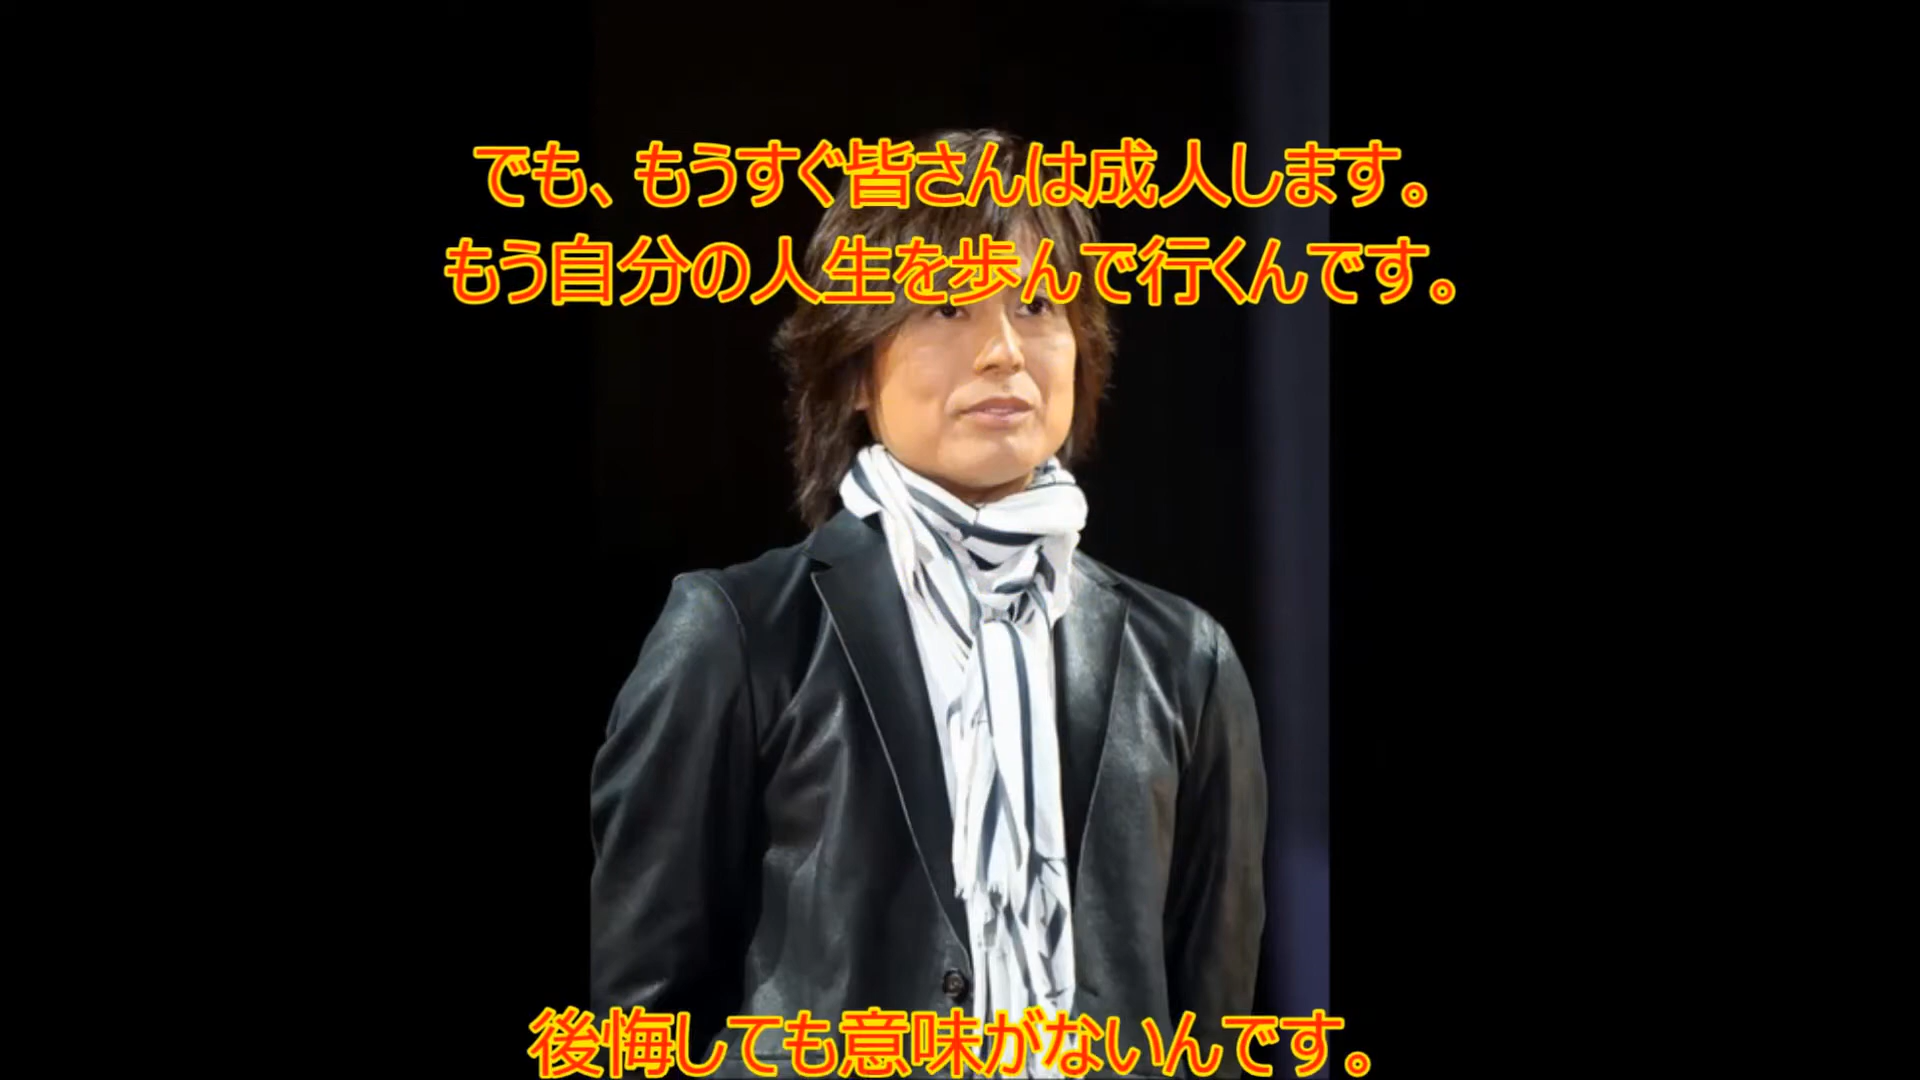 でも、もうすぐ皆さんは成人します。
もう自分の人生を歩んで行くんです。
後悔しても意味がないんです。